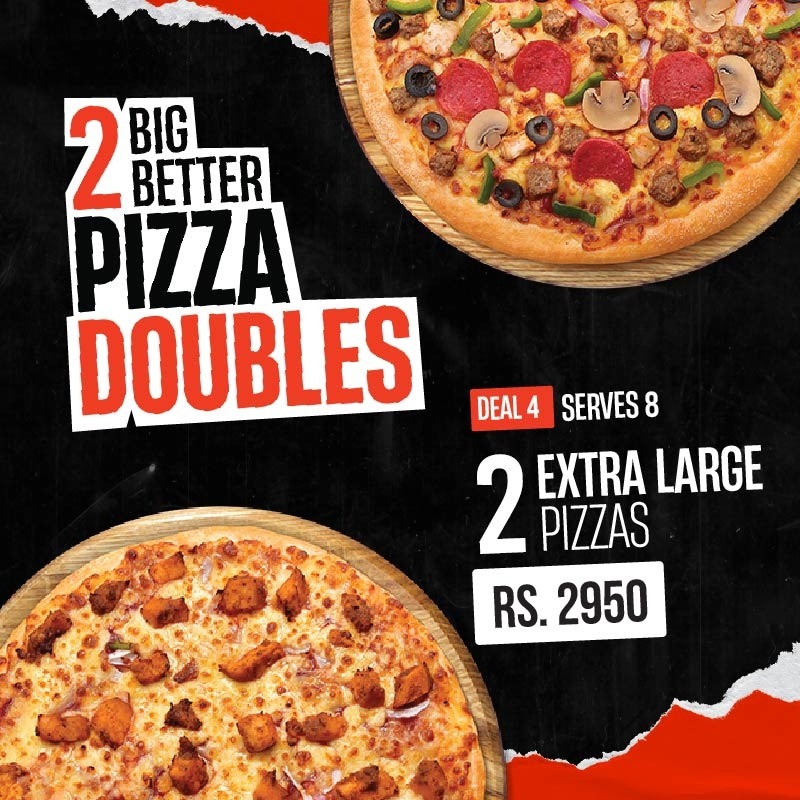 2 BIG
BETTER
PIZZA
DOUBLES
DEAL 4 SERVES 8
2 EXTRA LARGE
PIZZAS
RS. 2950